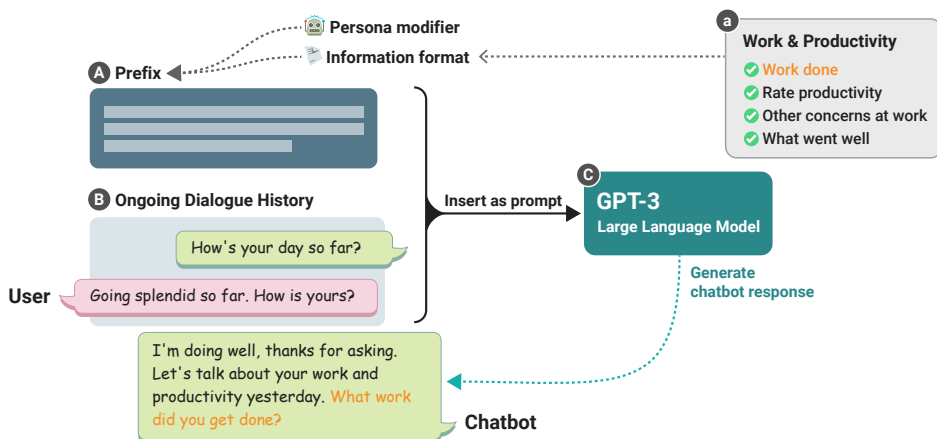 Persona modifier
Information format
A Prefix
a
Work & Productivity
Work done
Rate productivity
Other concerns at work
What went well
B Ongoing Dialogue History
How's your day so far?
User
Going splendid so far. How is yours?
Insert as prompt
C
GPT-3
Large Language Model
Generate
chatbot response
I'm doing well, thanks for asking.
Let's talk about your work and
productivity yesterday. What work
did you get done?
Chatbot